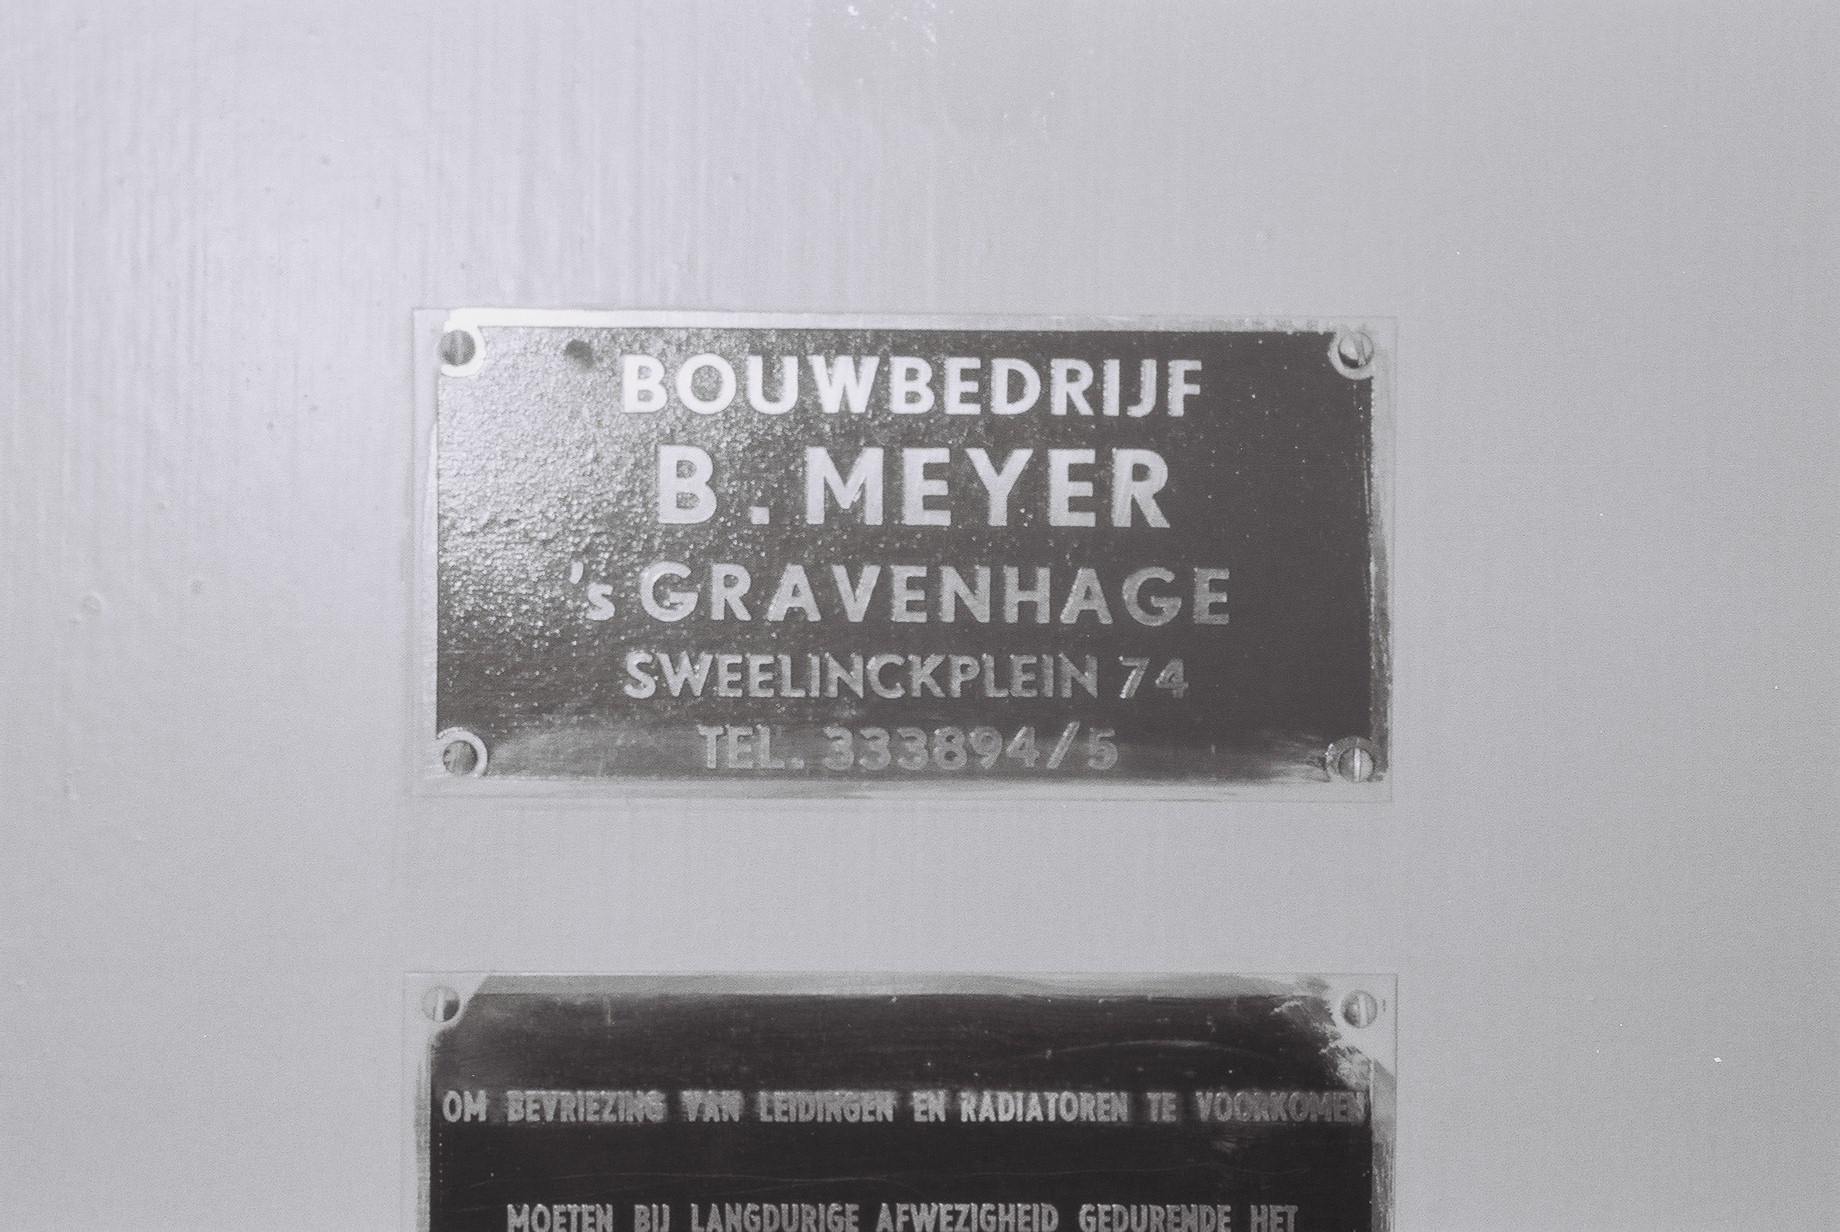 BOUWBEDRIJF
B. MEYER
's GRAVENHAGE
SWEELINCKPLEIN 74
TEL. 333894/5
OM BEVRIEZING VAN LEIDINGEN EN RADIATOREN TE VOORKOMEN
MOETEN BIJ LANGDURIGE AFWEZIGHEID GEDURENDE HET